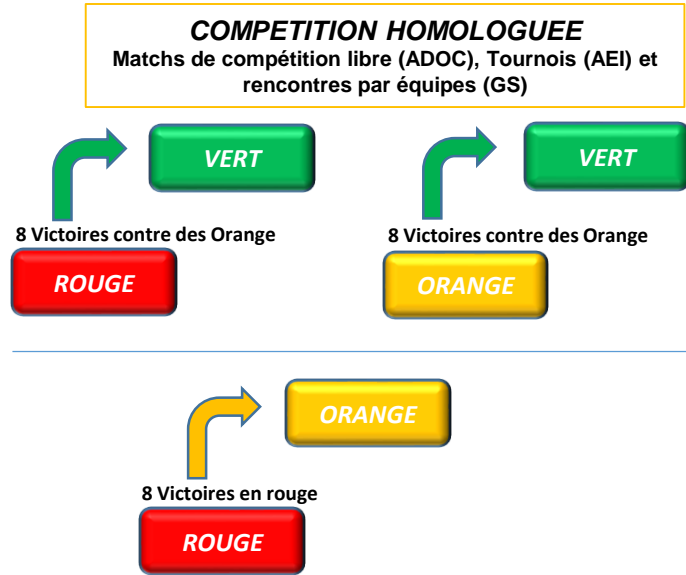 COMPETITION HOMOLOGUEE
Matchs de compétition libre (ADOC), Tournois (AEI) et
rencontres par équipes (GS)
VERT
VERT
8 Victoires contre des Orange
8 Victoires contre des Orange
ROUGE
ORANGE
ORANGE
8 Victoires en rouge
ROUGE